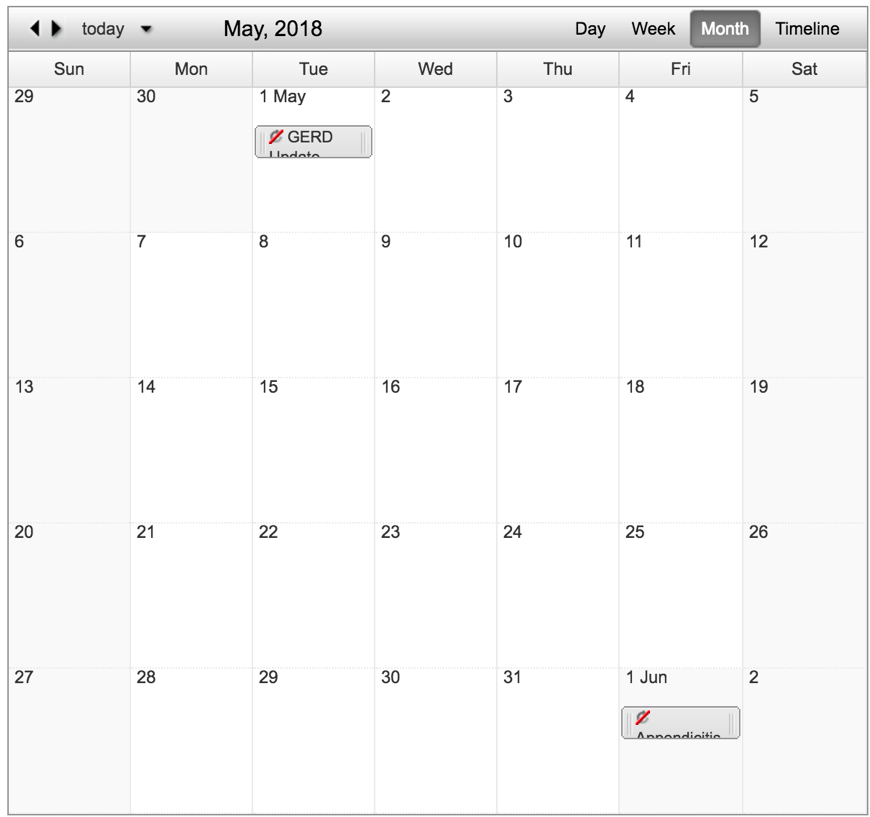 today May, 2018 Day Week Month Timeline
Sun Mon Tue Wed Thu Fri Sat
29 30 1 May 2 3 4 5
GERD
Update
6 7 8 9 10 11 12
13 14 15 16 17 18 19
20 21 22 23 24 25 26
27 28 29 30 31 1 Jun 2
Appendicitis